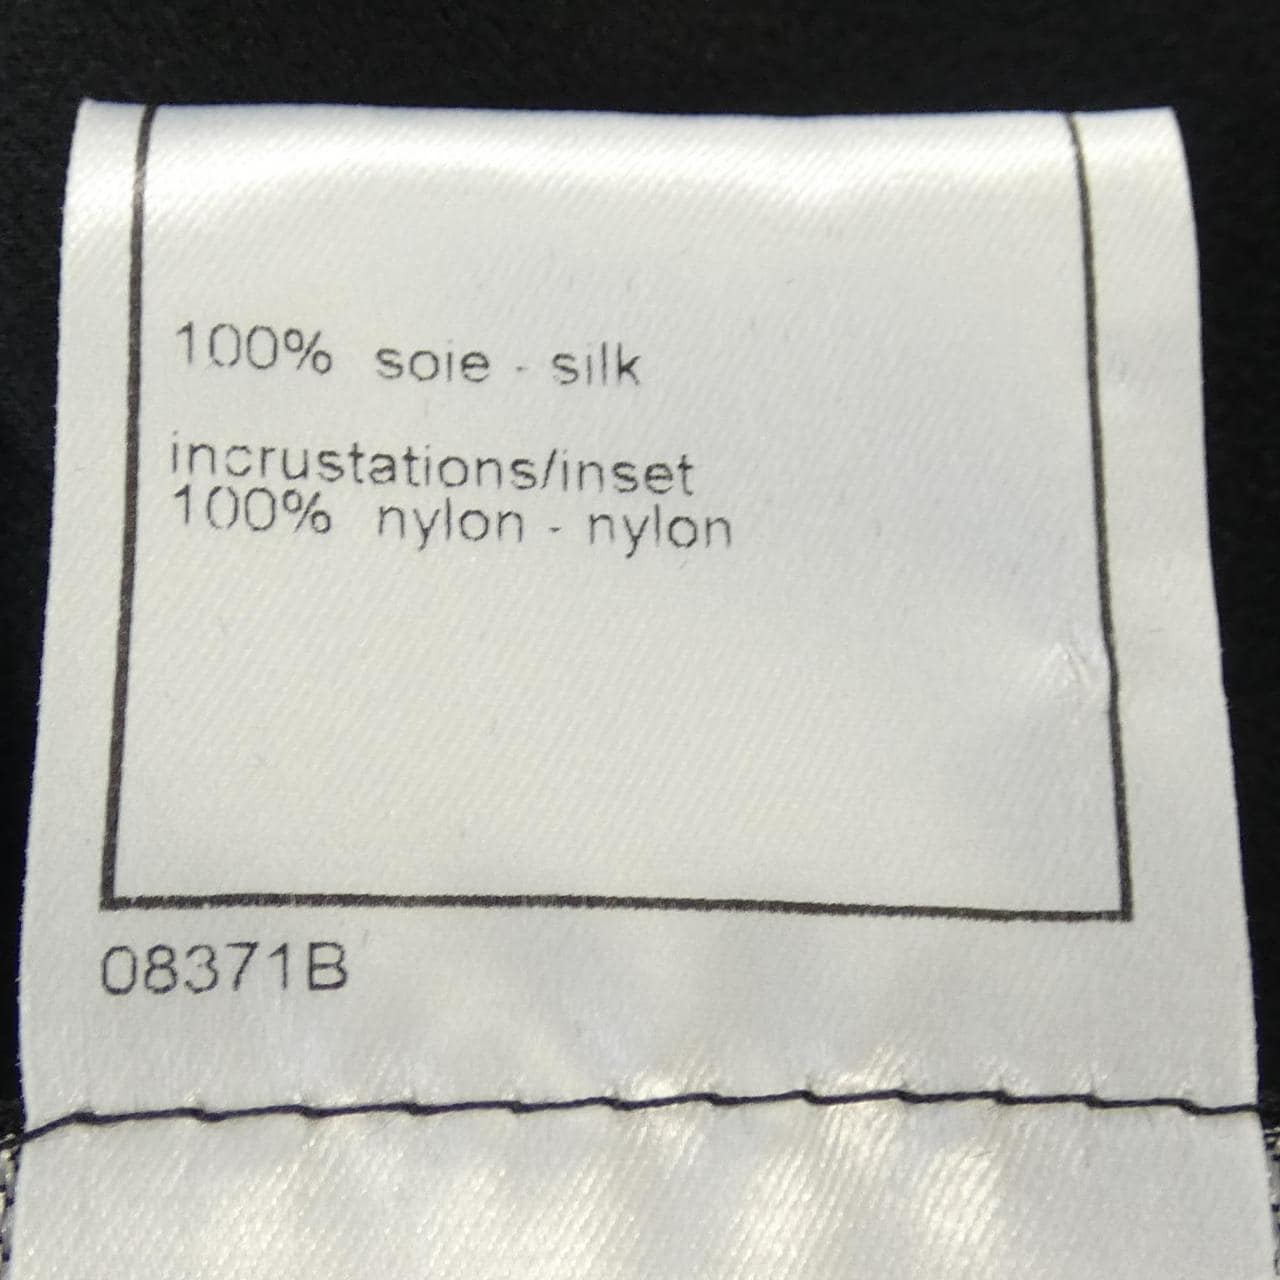 100% soie - silk
incrustations/inset
100% nylon - nylon
08371B